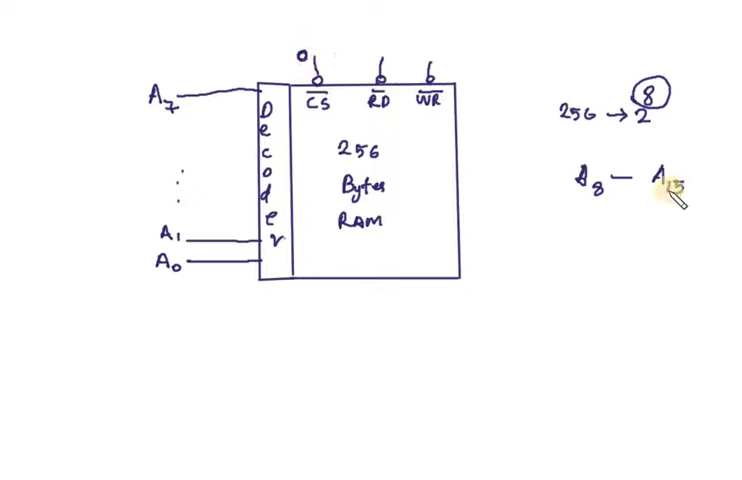 0
A7
CS RD WR
Decoder
256
Bytes
RAM
A1
A0
8
256 → 2
A8 — A15